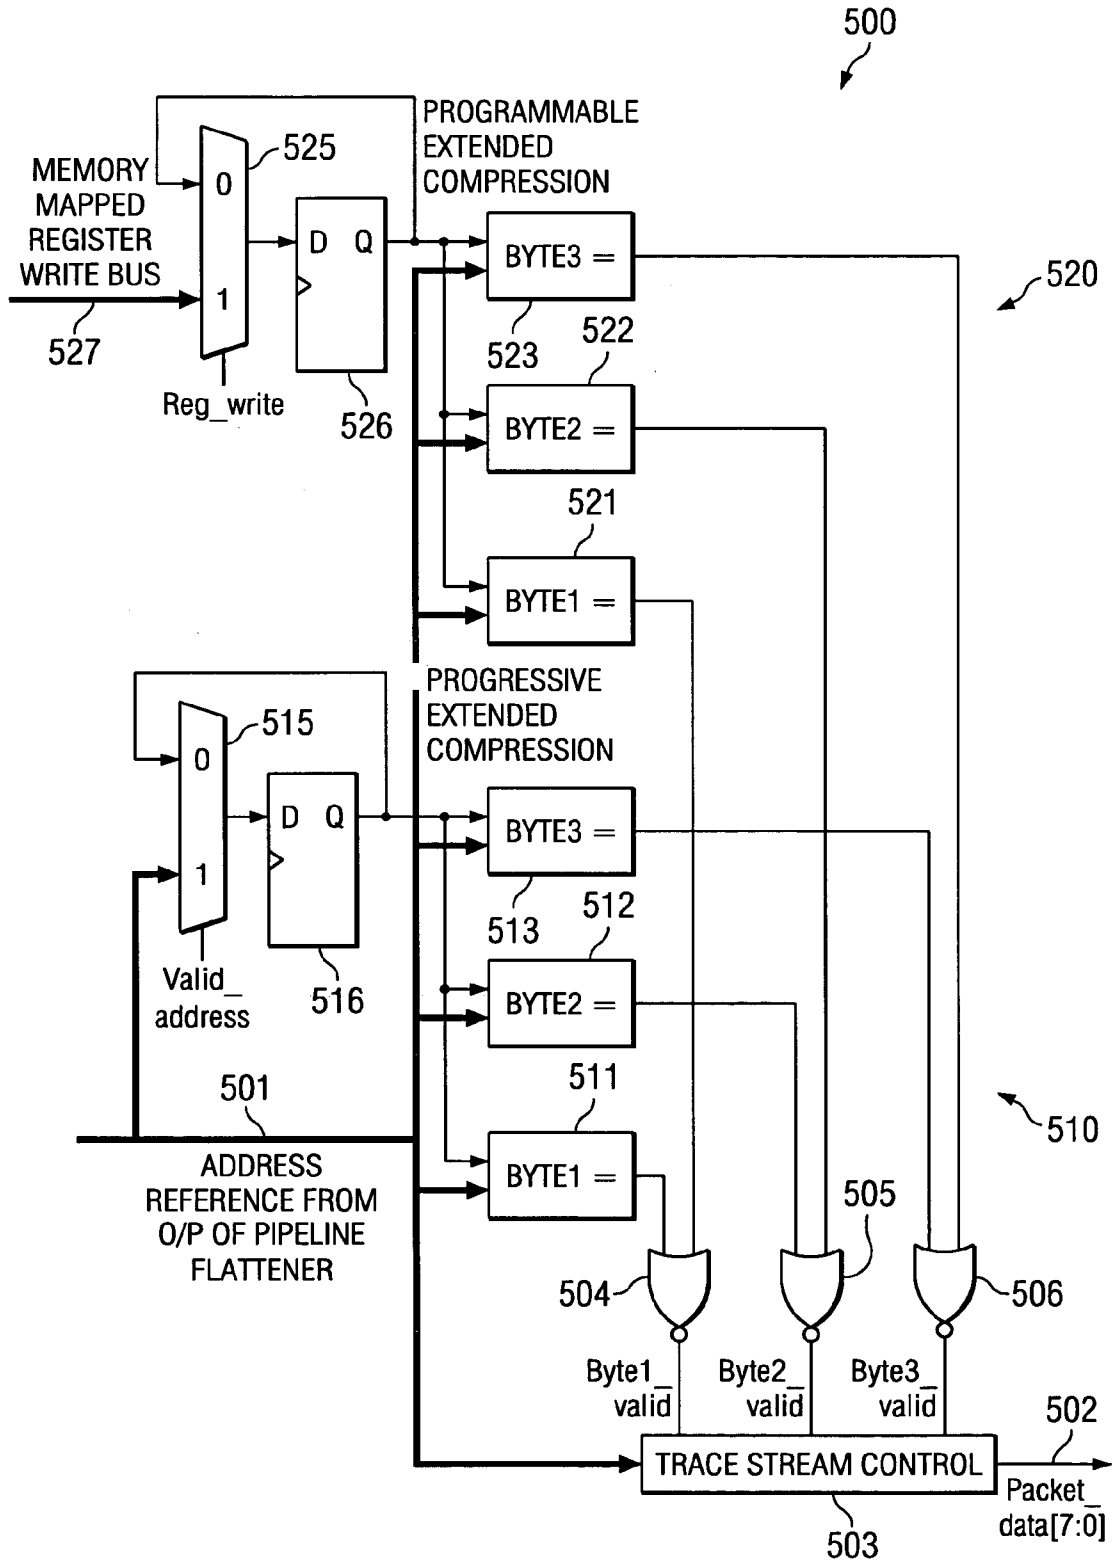 500
PROGRAMMABLE
EXTENDED
COMPRESSION
525
MEMORY
MAPPED
REGISTER
WRITE BUS
527
0
1
Reg_write
D Q
526
BYTE3 =
523
520
522
BYTE2 =
521
BYTE1 =
PROGRESSIVE
EXTENDED
COMPRESSION
515
0
1
Valid_
address
D Q
516
BYTE3 =
513
512
BYTE2 =
511
BYTE1 =
510
501
ADDRESS
REFERENCE FROM
O/P OF PIPELINE
FLATTENER
504
505
506
Byte1_
valid
Byte2_
valid
Byte3_
valid
TRACE STREAM CONTROL
503
502
Packet_
data[7:0]